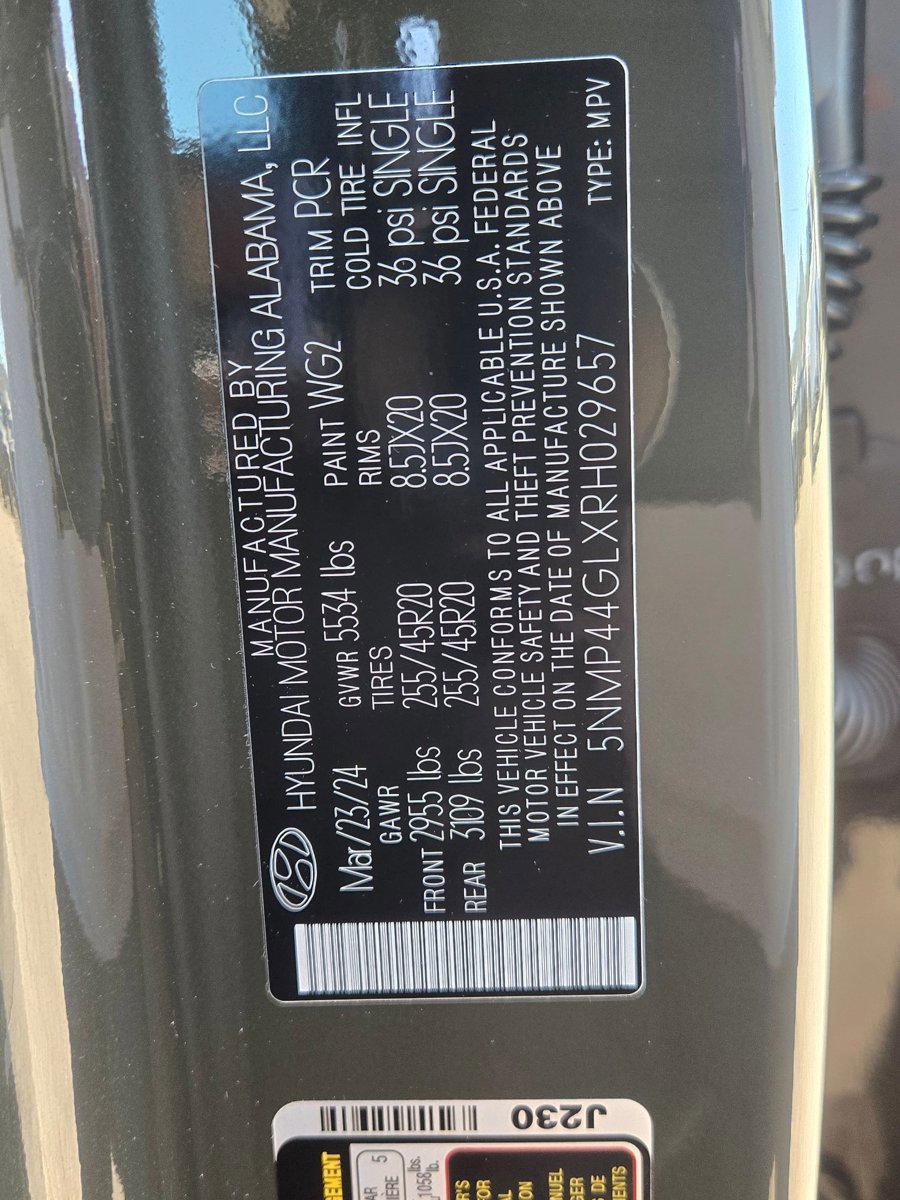 MANUFACTURED BY
HYUNDAI MOTOR MANUFACTURING ALABAMA, LLC
Mar/23/24 GVWR 5534 lbs PAINT WG2 TRIM PCR
GAWR TIRES RIMS COLD TIRE INFL
FRONT 2955 lbs 255/45R20 8.5JX20 36 psi SINGLE
REAR 3109 lbs 255/45R20 8.5JX20 36 psi SINGLE
THIS VEHICLE CONFORMS TO ALL APPLICABLE U.S.A. FEDERAL
MOTOR VEHICLE SAFETY AND THEFT PREVENTION STANDARDS
IN EFFECT ON THE DATE OF MANUFACTURE SHOWN ABOVE
V.I.N 5NMP44GLXRH029657 TYPE: MPV
J230
5
1058lbs.
lb.